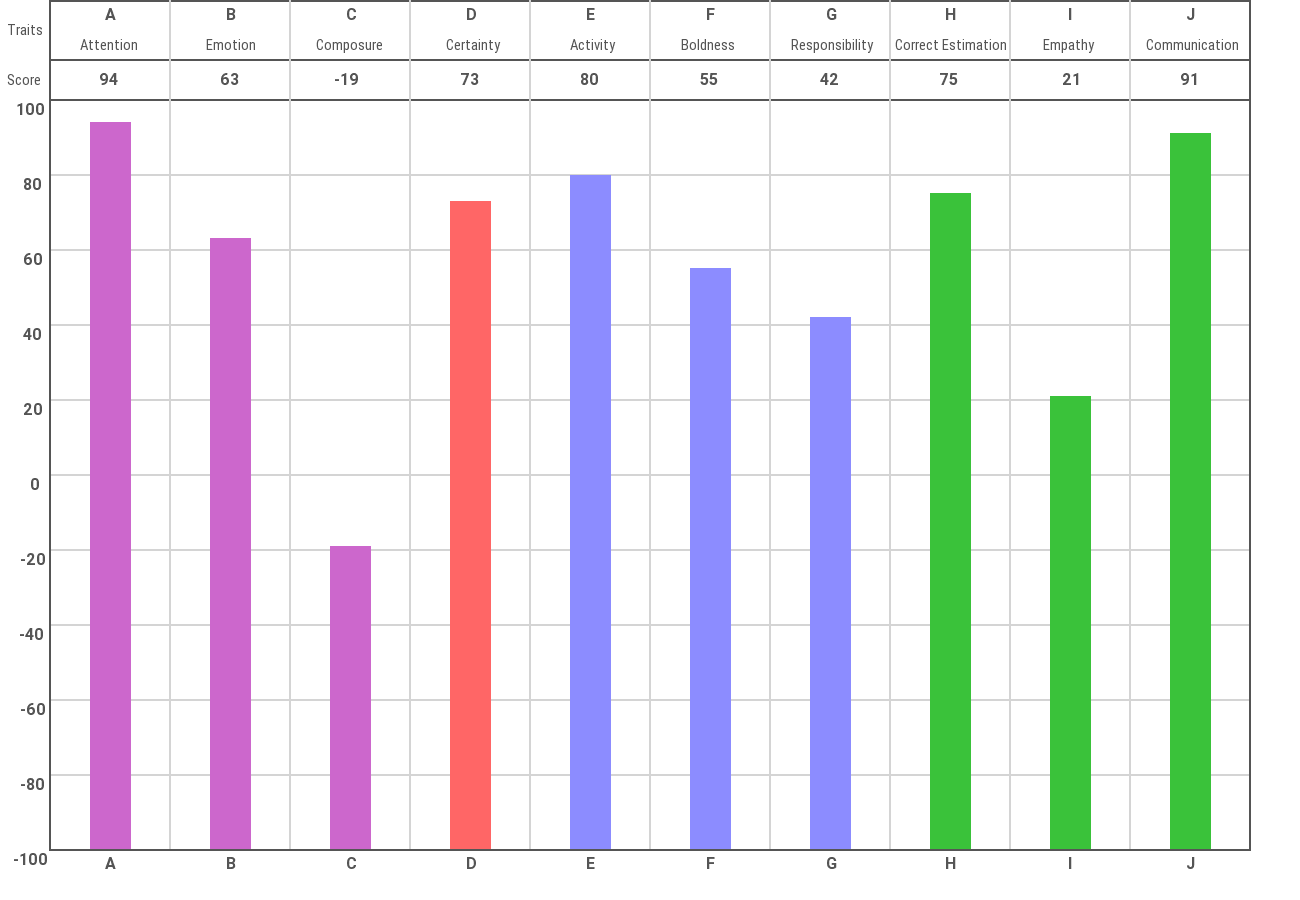 A B C D E F G H I J
Traits
Attention Emotion Composure Certainty Activity Boldness Responsibility Correct Estimation Empathy Communication
Score 94 63 -19 73 80 55 42 75 21 91
100
80
60
40
20
0
-20
-40
-60
-80
-100
A B C D E F G H I J